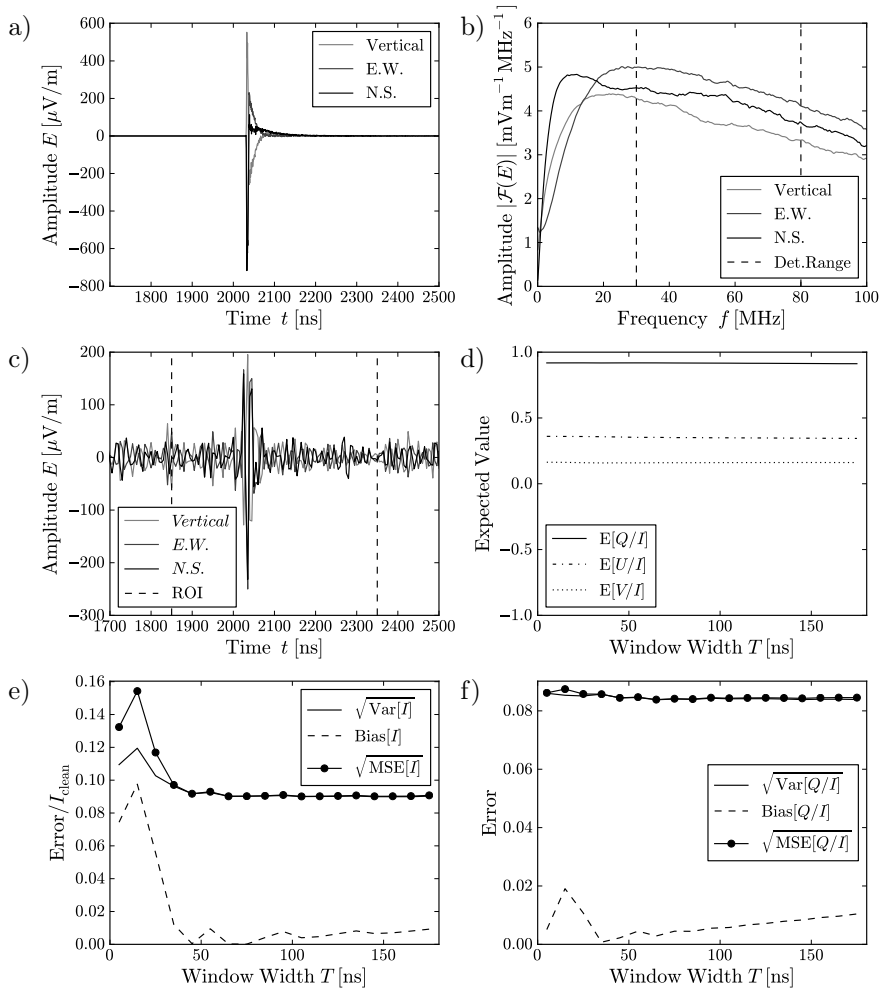 a)
600
400
200
0
−200
−400
−600
−800
Amplitude E [μV/m]
Vertical
E.W.
N.S.
1800 1900 2000 2100 2200 2300 2400 2500
Time t [ns]
b)
6
5
4
3
2
1
0
Amplitude |ℱ(E)| [mVm⁻¹ MHz⁻¹]
Vertical
E.W.
N.S.
Det.Range
0 20 40 60 80 100
Frequency f [MHz]
c)
200
100
0
−100
−200
−300
Amplitude E [μV/m]
Vertical
E.W.
N.S.
ROI
1700 1800 1900 2000 2100 2200 2300 2400 2500
Time t [ns]
d)
1.0
0.5
0.0
−0.5
−1.0
Expected Value
E[Q/I]
E[U/I]
E[V/I]
0 50 100 150
Window Width T [ns]
e)
0.16
0.14
0.12
0.10
0.08
0.06
0.04
0.02
0.00
Error/I_clean
√Var[I]
Bias[I]
√MSE[I]
0 50 100 150
Window Width T [ns]
f)
0.08
0.06
0.04
0.02
0.00
Error
√Var[Q/I]
Bias[Q/I]
√MSE[Q/I]
0 50 100 150
Window Width T [ns]